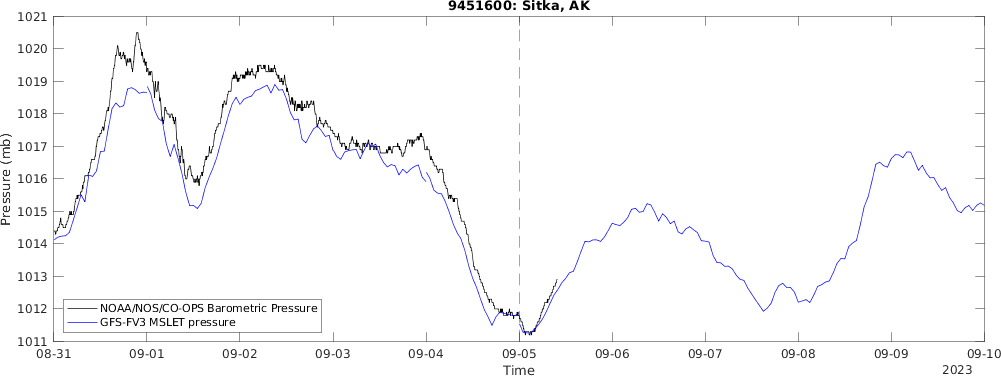 9451600: Sitka, AK
Pressure (mb)
1021
1020
1019
1018
1017
1016
1015
1014
1013
1012
1011
NOAA/NOS/CO-OPS Barometric Pressure
GFS-FV3 MSLET pressure
08-31 09-01 09-02 09-03 09-04 09-05 09-06 09-07 09-08 09-09 09-10
Time
2023